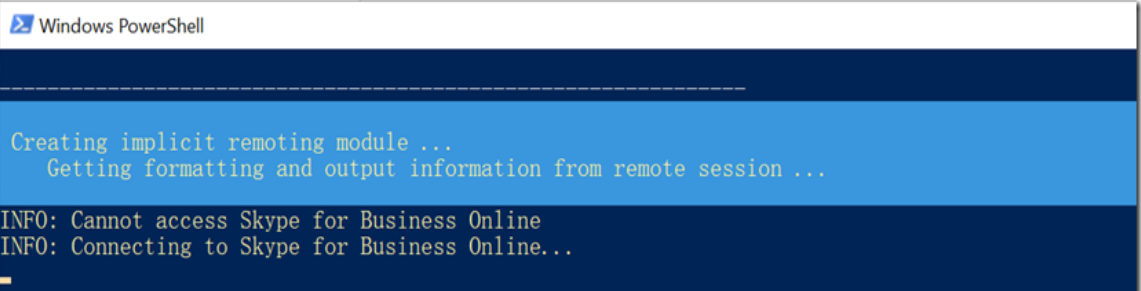 Windows PowerShell
------------------------------------------------------------------
Creating implicit remoting module ...
Getting formatting and output information from remote session ...
INFO: Cannot access Skype for Business Online
INFO: Connecting to Skype for Business Online...